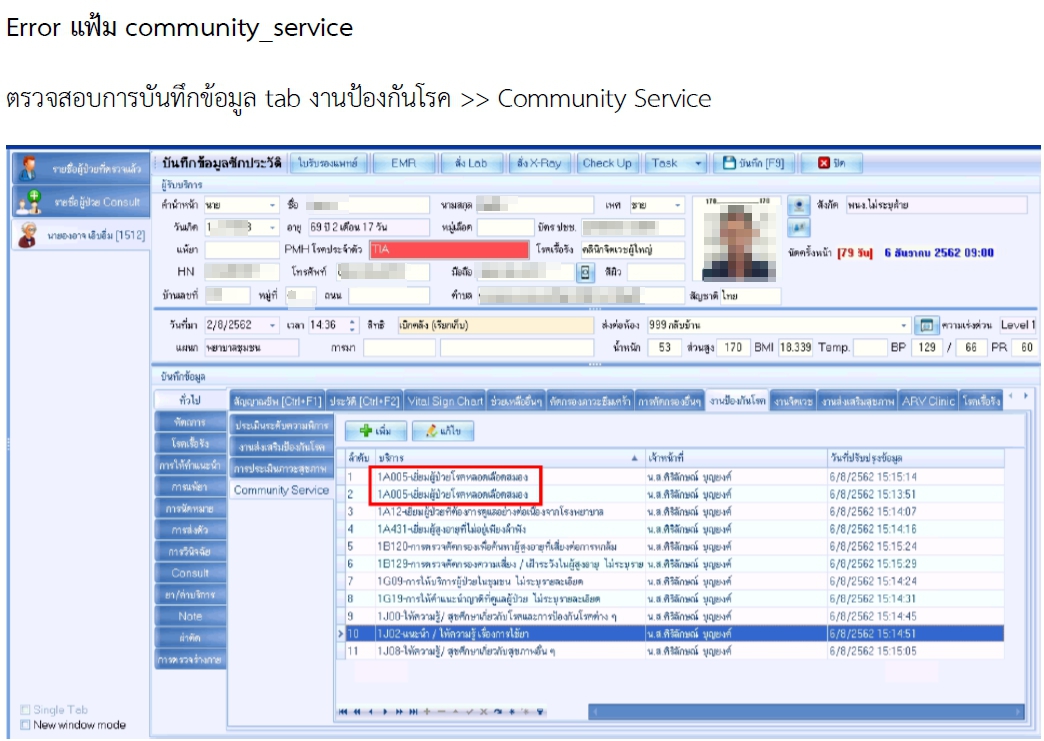 Error แฟ้ม community_service
ตรวจสอบการบันทึกข้อมูล tab งานป้องกันโรค >> Community Service
รายชื่อผู้ป่วยที่ตรวจแล้ว
รายชื่อผู้ป่วย Consult
[1512]
บันทึกข้อมูลซักประวัติ ใบรับรองแพทย์ EMR สั่ง Lab สั่ง X-Ray Check Up Task บันทึก [F9] ปิด
ผู้รับบริการ
คำนำหน้า นาย ชื่อ นามสกุล เพศ ชาย สังกัด พนง.ไม่ระบุฝ่าย
วันเกิด อายุ 69 ปี 2 เดือน 17 วัน หมู่เลือด บัตร ปชช.
แพ้ยา PMH โรคประจำตัว TIA โรคเรื้อรัง คลินิกจิตเวชผู้ใหญ่ นัดครั้งหน้า [79 วัน] 6 ธันวาคม 2562 09:00
HN โทรศัพท์ มือถือ สีผิว
บ้านเลขที่ หมู่ที่ ถนน ตำบล สัญชาติ ไทย
วันที่มา 2/8/2562 เวลา 14:36 สิทธิ เบิกคลัง (เรียกเก็บ) ส่งต่อห้อง 999 กลับบ้าน ความเร่งด่วน Level 1
แผนก พยาบาลชุมชน การมา น้ำหนัก 53 ส่วนสูง 170 BMI 18.339 Temp. BP 129 / 66 PR 60
บันทึกข้อมูล
ทั่วไป สัญญาณชีพ [Ctrl+F1] ประวัติ [Ctrl+F2] Vital Sign Chart ช่วยเหลืออื่นๆ คัดกรองภาวะซึมเศร้า การคัดกรองอื่นๆ งานป้องกันโรค งานจิตเวช งานส่งเสริมสุขภาพ ARV Clinic โรคเรื้อรัง
หัตถการ ประเมินระดับความพิการ เพิ่ม แก้ไข
โรคเรื้อรัง งานส่งเสริมป้องกันโรค
การให้คำแนะนำ การประเมินภาวะสุขภาพ
การแพ้ยา Community Service
การนัดหมาย
การส่งตัว
การวินิจฉัย
Consult
ยา/ค่าบริการ
Note
ผ่าตัด
การตรวจร่างกาย
ลำดับ บริการ เจ้าหน้าที่ วันที่ปรับปรุงข้อมูล
1 1A005-เยี่ยมผู้ป่วยโรคหลอดเลือดสมอง น.ส.ศิริลักษณ์ บุญยงค์ 6/8/2562 15:15:14
2 1A005-เยี่ยมผู้ป่วยโรคหลอดเลือดสมอง น.ส.ศิริลักษณ์ บุญยงค์ 6/8/2562 15:13:51
3 1A12-เยี่ยมผู้ป่วยที่ต้องการดูแลอย่างต่อเนื่องจากโรงพยาบาล น.ส.ศิริลักษณ์ บุญยงค์ 6/8/2562 15:14:07
4 1A431-เยี่ยมผู้สูงอายุที่ไม่อยู่เพียงลำพัง น.ส.ศิริลักษณ์ บุญยงค์ 6/8/2562 15:14:16
5 1B120-การตรวจคัดกรองเพื่อค้นหาผู้สูงอายุที่เสี่ยงต่อการหกล้ม น.ส.ศิริลักษณ์ บุญยงค์ 6/8/2562 15:15:24
6 1B129-การตรวจคัดกรองความเสี่ยง / เฝ้าระวังในผู้สูงอายุ ไม่ระบุราย น.ส.ศิริลักษณ์ บุญยงค์ 6/8/2562 15:15:29
7 1G09-การให้บริการผู้ป่วยในชุมชน ไม่ระบุรายละเอียด น.ส.ศิริลักษณ์ บุญยงค์ 6/8/2562 15:14:24
8 1G19-การให้คำแนะนำญาติที่ดูแลผู้ป่วย ไม่ระบุรายละเอียด น.ส.ศิริลักษณ์ บุญยงค์ 6/8/2562 15:14:31
9 1J00-ให้ความรู้/ สุขศึกษาเกี่ยวกับโรคและการป้องกันโรคต่าง ๆ น.ส.ศิริลักษณ์ บุญยงค์ 6/8/2562 15:14:45
10 1J02-แนะนำ / ให้ความรู้ เรื่องการใช้ยา น.ส.ศิริลักษณ์ บุญยงค์ 6/8/2562 15:14:51
11 1J08-ให้ความรู้/ สุขศึกษาเกี่ยวกับสุขภาพอื่น ๆ น.ส.ศิริลักษณ์ บุญยงค์ 6/8/2562 15:15:05
Single Tab
New window mode